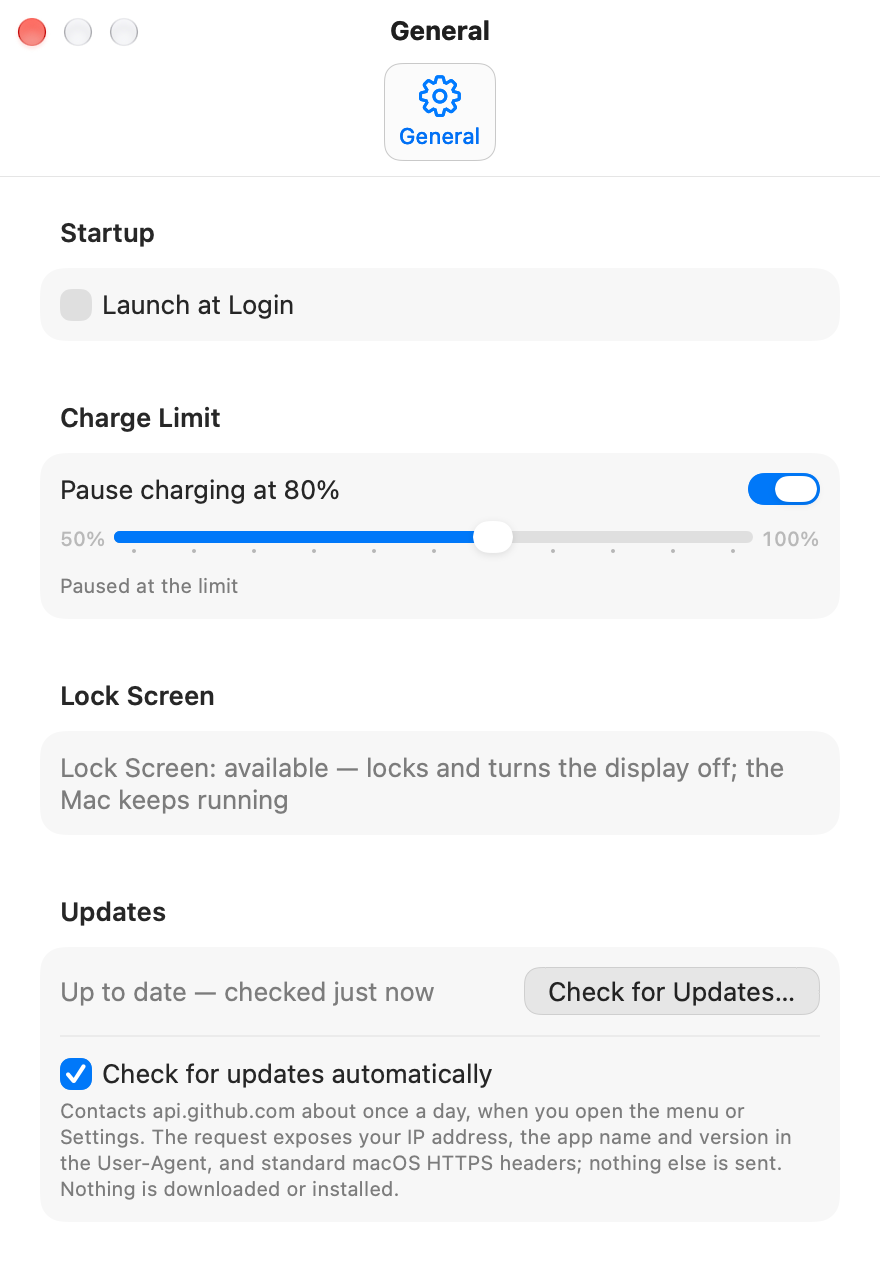 General
General
Startup
Launch at Login
Charge Limit
Pause charging at 80%
50%
100%
Paused at the limit
Lock Screen
Lock Screen: available — locks and turns the display off; the
Mac keeps running
Updates
Up to date — checked just now
Check for Updates...
Check for updates automatically
Contacts api.github.com about once a day, when you open the menu or
Settings. The request exposes your IP address, the app name and version in
the User-Agent, and standard macOS HTTPS headers; nothing else is sent.
Nothing is downloaded or installed.